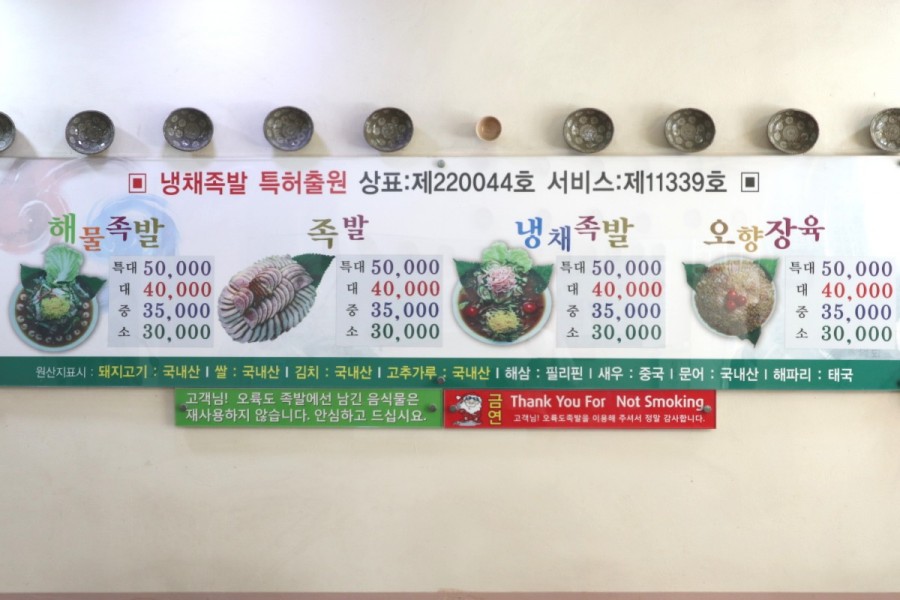 ▣ 냉채족발 특허출원 상표:제220044호 서비스:제11339호 ▣
해물족발
특대 50,000
대 40,000
중 35,000
소 30,000
족발
특대 50,000
대 40,000
중 35,000
소 30,000
냉채족발
특대 50,000
대 40,000
중 35,000
소 30,000
오향장육
특대 50,000
대 40,000
중 35,000
소 30,000
원산지표시 : 돼지고기 : 국내산 I 쌀 : 국내산 I 김치 : 국내산 I 고추가루 : 국내산 I 해삼 : 필리핀 I 새우 : 중국 I 문어 : 국내산 I 해파리 : 태국
고객님! 오륙도 족발에선 남긴 음식물은
재사용하지 않습니다. 안심하고 드십시요.
금연
Thank You For Not Smoking
고객님! 오륙도족발을 이용해 주셔서 정말 감사합니다.